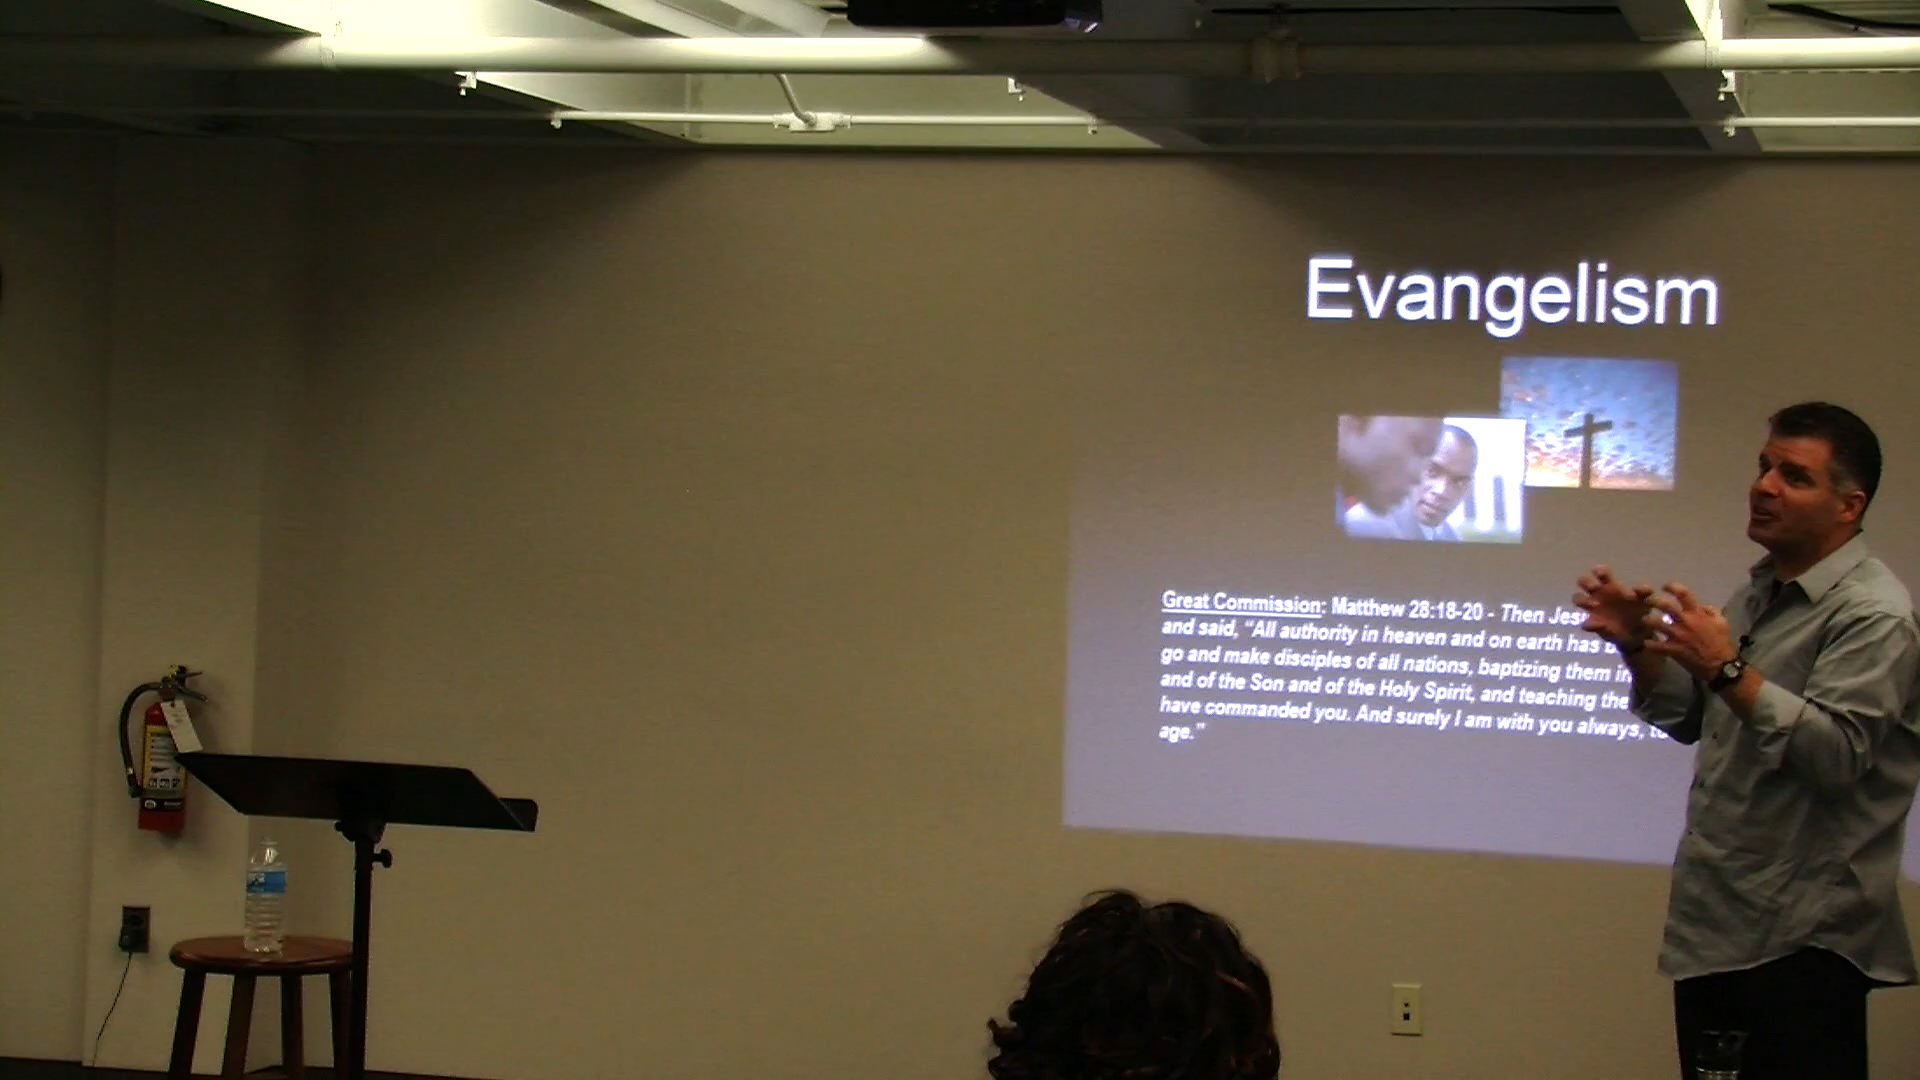 Evangelism
Great Commission: Matthew 28:18-20 - Then Jes
and said, “All authority in heaven and on earth has b
go and make disciples of all nations, baptizing them in
and of the Son and of the Holy Spirit, and teaching the
have commanded you. And surely I am with you always, to
age.”